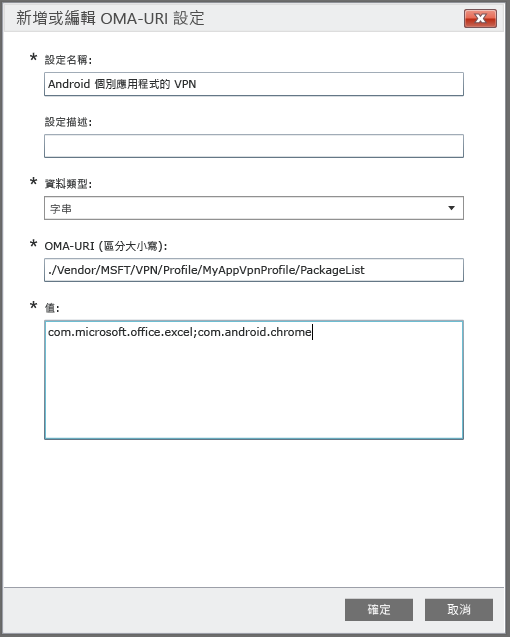 新增或編輯 OMA-URI 設定
* 設定名稱:
Android 個別應用程式的 VPN
設定描述:
* 資料類型:
字串
* OMA-URI (區分大小寫):
./Vendor/MSFT/VPN/Profile/MyAppVpnProfile/PackageList
* 值:
com.microsoft.office.excel;com.android.chrome
確定 取消